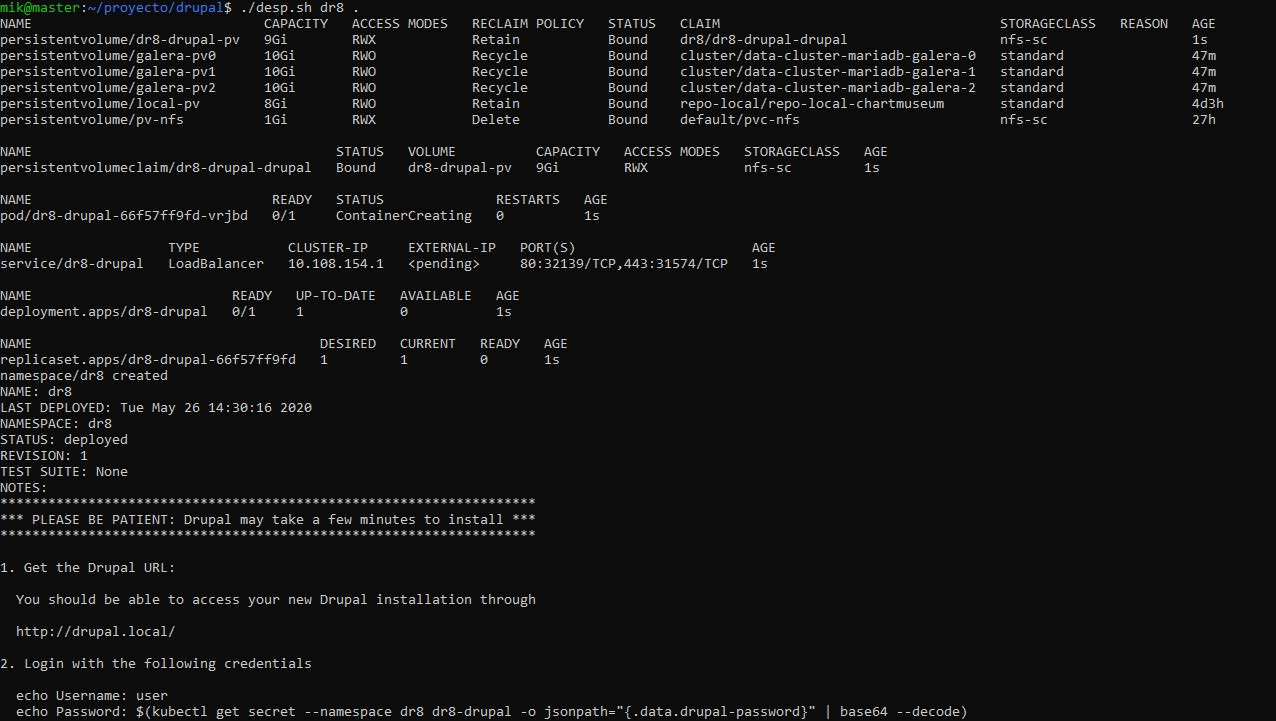 mik@master:~/proyecto/drupal$ ./desp.sh dr8 .
NAME                             CAPACITY   ACCESS MODES   RECLAIM POLICY   STATUS   CLAIM                                   STORAGECLASS   REASON   AGE
persistentvolume/dr8-drupal-pv   9Gi        RWX            Retain           Bound    dr8/dr8-drupal-drupal                   nfs-sc                  1s
persistentvolume/galera-pv0      10Gi       RWO            Recycle          Bound    cluster/data-cluster-mariadb-galera-0   standard                47m
persistentvolume/galera-pv1      10Gi       RWO            Recycle          Bound    cluster/data-cluster-mariadb-galera-1   standard                47m
persistentvolume/galera-pv2      10Gi       RWO            Recycle          Bound    cluster/data-cluster-mariadb-galera-2   standard                47m
persistentvolume/local-pv        8Gi        RWO            Retain           Bound    repo-local/repo-local-chartmuseum       standard                4d3h
persistentvolume/pv-nfs          1Gi        RWX            Delete           Bound    default/pvc-nfs                         nfs-sc                  27h

NAME                                      STATUS   VOLUME          CAPACITY   ACCESS MODES   STORAGECLASS   AGE
persistentvolumeclaim/dr8-drupal-drupal   Bound    dr8-drupal-pv   9Gi        RWX            nfs-sc         1s

NAME                              READY   STATUS              RESTARTS   AGE
pod/dr8-drupal-66f57ff9fd-vrjbd   0/1     ContainerCreating   0          1s

NAME                 TYPE           CLUSTER-IP     EXTERNAL-IP   PORT(S)                      AGE
service/dr8-drupal   LoadBalancer   10.108.154.1   <pending>     80:32139/TCP,443:31574/TCP   1s

NAME                         READY   UP-TO-DATE   AVAILABLE   AGE
deployment.apps/dr8-drupal   0/1     1            0           1s

NAME                                    DESIRED   CURRENT   READY   AGE
replicaset.apps/dr8-drupal-66f57ff9fd   1         1         0       1s
namespace/dr8 created
NAME: dr8
LAST DEPLOYED: Tue May 26 14:30:16 2020
NAMESPACE: dr8
STATUS: deployed
REVISION: 1
TEST SUITE: None
NOTES:
*******************************************************************
*** PLEASE BE PATIENT: Drupal may take a few minutes to install ***
*******************************************************************

1. Get the Drupal URL:

  You should be able to access your new Drupal installation through

  http://drupal.local/

2. Login with the following credentials

  echo Username: user
  echo Password: $(kubectl get secret --namespace dr8 dr8-drupal -o jsonpath="{.data.drupal-password}" | base64 --decode)